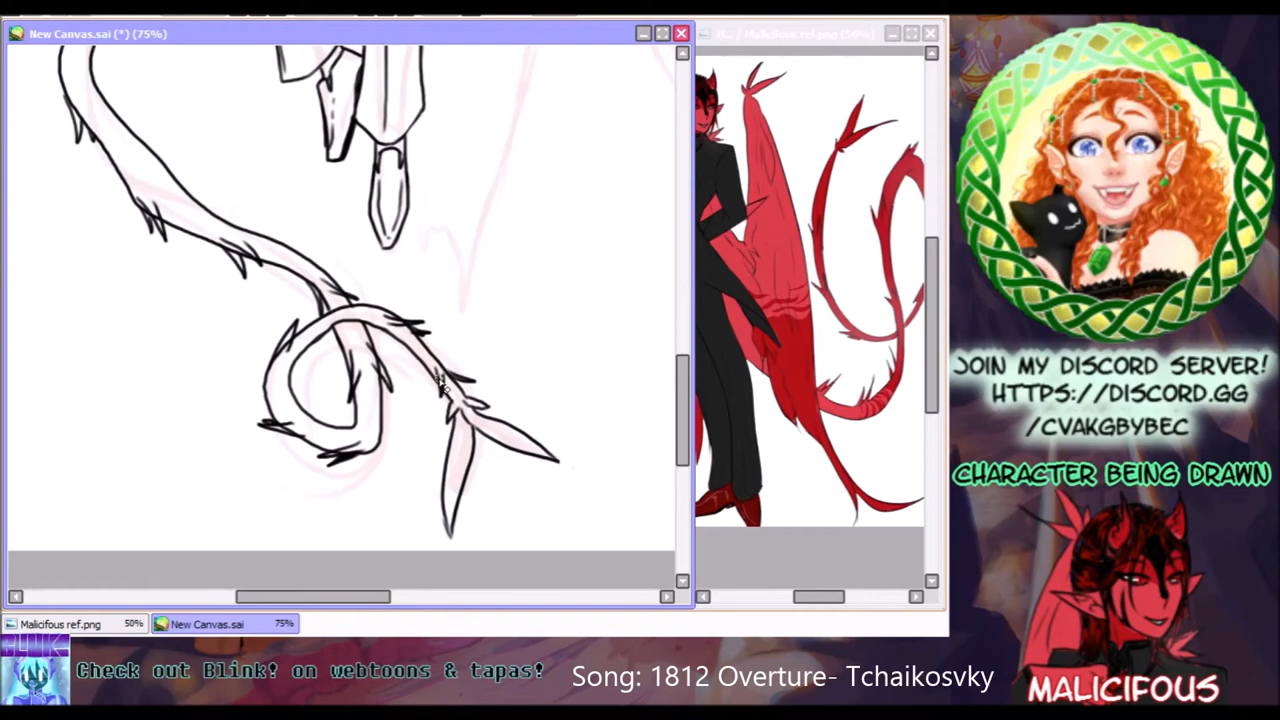 New Canvas.sai (*) (75%)
H... / Malicifous ref.png (50%)
JOIN MY DISCORD SERVER!
HTTPS://DISCORD.GG
/CVAKGBYBEC
CHARACTER BEING DRAWN
Malicifous ref.png 50% New Canvas.sai 75%
BLINK
Check out Blink! on webtoons & tapas!
Song: 1812 Overture- Tchaikosvky
MALICIFOUS